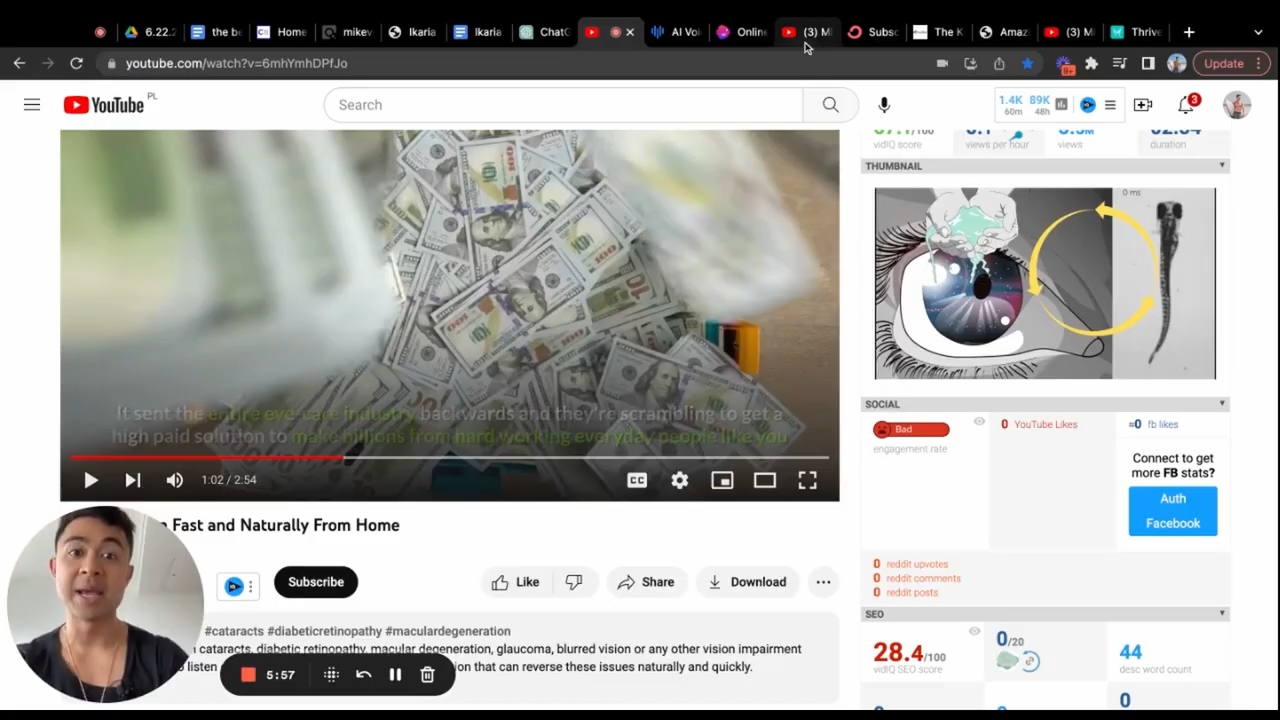 6.22.2
the be
Home
mikev
Ikaria
Ikaria
ChatG
AI Voi
Online
(3) Mi
Subsc
The K
Amaz
(3) Mi
Thrive
youtube.com/watch?v=6mhYmhDPfJo
Update
YouTube PL
Search
1.4K 89K
60m 48h
3
/100
vidIQ score
views per hour
views
duration
THUMBNAIL
0 ms
It sent the entire eye-care industry backwards and they're scrambling to get a
high paid solution to make billions from hard working everyday people like you
1:02 / 2:54
CC
SOCIAL
Bad
engagement rate
0 YouTube Likes
0 fb likes
Connect to get
more FB stats?
Auth
Facebook
0 reddit upvotes
0 reddit comments
0 reddit posts
SEO
28.4/100
vidIQ SEO score
0/20
44
desc word count
0
Fast and Naturally From Home
Subscribe
Like
Share
Download
#cataracts #diabeticretinopathy #maculardegeneration
cataracts, diabetic retinopathy, macular degeneration, glaucoma, blurred vision or any other vision impairment
listen
that can reverse these issues naturally and quickly.
5:57